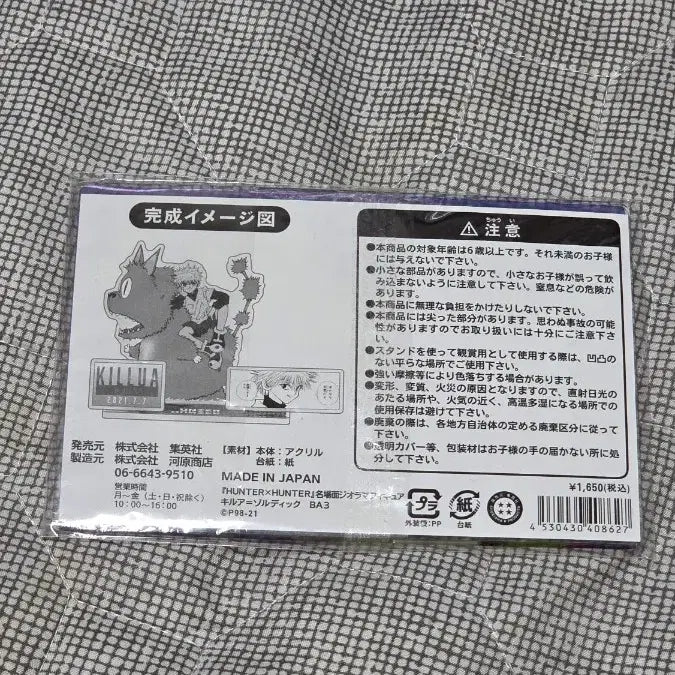 完成イメージ図
KILLUA
2021.7.7
発売元 株式会社 集英社
製造元 株式会社 河原商店
06-6643-9510
営業時間
月~金(土・日・祝除く)
10:00~16:00
【素材】本体:アクリル
台紙:紙
MADE IN JAPAN
『HUNTER×HUNTER』名場面ジオラマフィギュア
キルア=ゾルディック BA3
©P98-21
ちゅうい
⚠注意
●本商品の対象年齢は6歳以上です。それ未満のお子様
には与えないで下さい。
●小さな部品がありますので、小さなお子様が誤って飲
み込まないように注意して下さい。窒息などの危険が
あります。
●本商品に無理な負担をかけたりしないで下さい。
●本商品には尖った部分があります。思わぬ事故の可能
性がありますのでお取り扱いには十分にご注意下さ
い。
●スタンドを使って観賞用として使用する際は、凹凸の
ない平らな場所でご使用下さい。
●強い摩擦等により色落ちする場合があります。
●変形、変質、火災の原因となりますので、直射日光の
あたる場所や、火気の近く、高温多湿になる場所での
使用保存は避けて下さい。
●廃棄の際は、各地方自治体の定める廃棄区分に従って
下さい。
●透明カバー等、包装材はお子様の手の届かない所に処
分して下さい。
¥1,650(税込)
プラ
外装袋:PP
紙
台紙
4 530430 408627